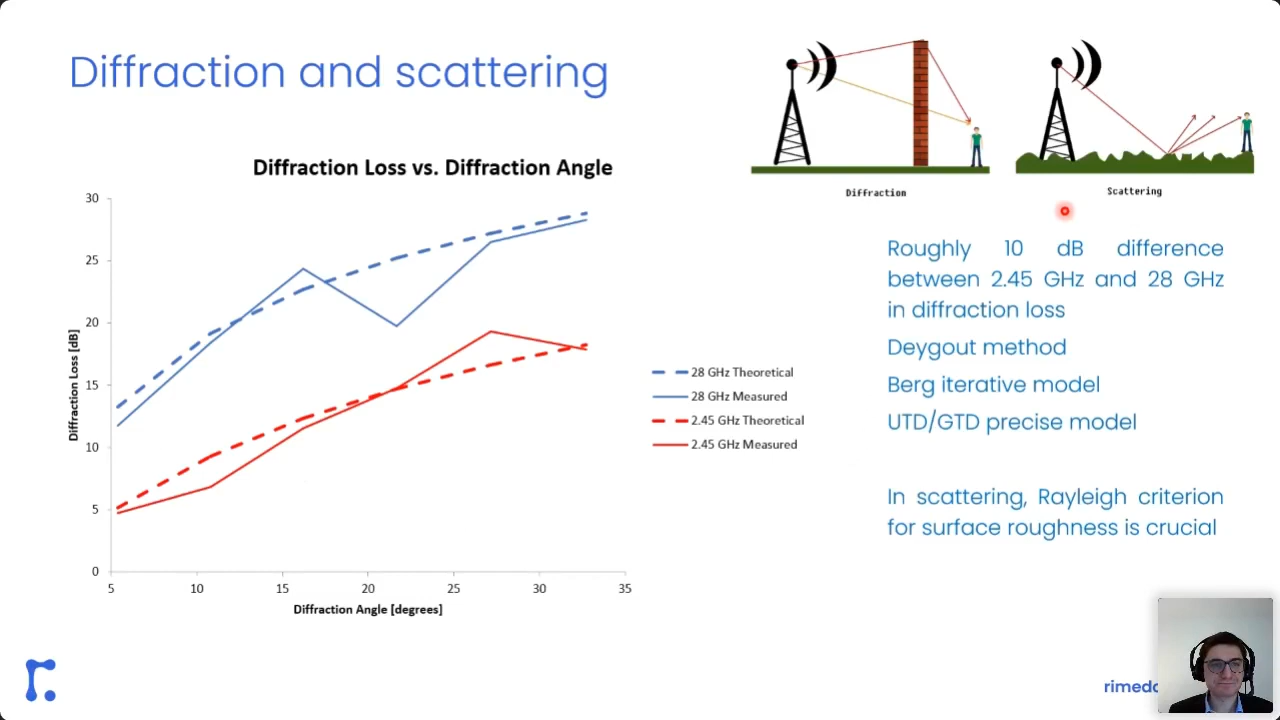 Diffraction and scattering
Diffraction
Scattering
Diffraction Loss vs. Diffraction Angle
Diffraction Loss [dB]
30
25
20
15
10
5
0
5 10 15 20 25 30 35
Diffraction Angle [degrees]
28 GHz Theoretical
28 GHz Measured
2.45 GHz Theoretical
2.45 GHz Measured
Roughly 10 dB difference
between 2.45 GHz and 28 GHz
in diffraction loss
Deygout method
Berg iterative model
UTD/GTD precise model
In scattering, Rayleigh criterion
for surface roughness is crucial